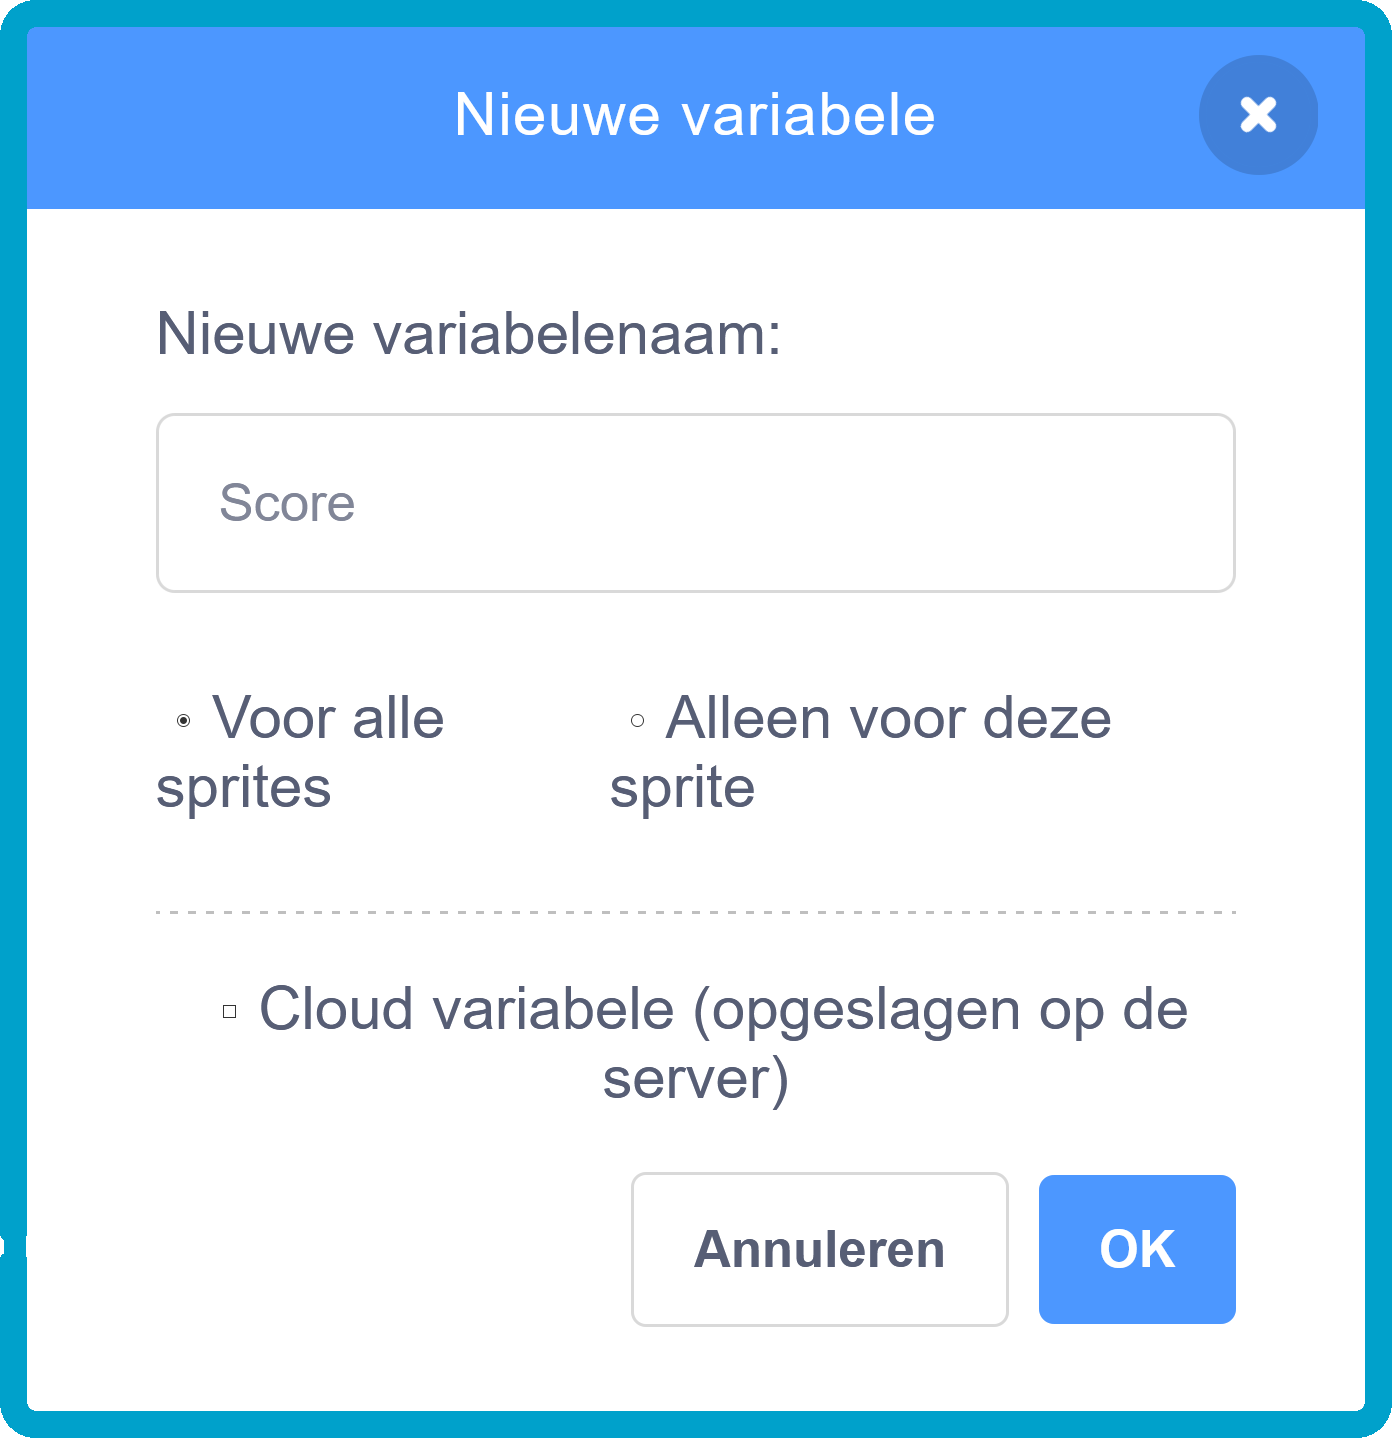 Nieuwe variabele
Nieuwe variabelenaam:
Score
Voor alle
sprites
Alleen voor deze
sprite
Cloud variabele (opgeslagen op de
server)
Annuleren
OK